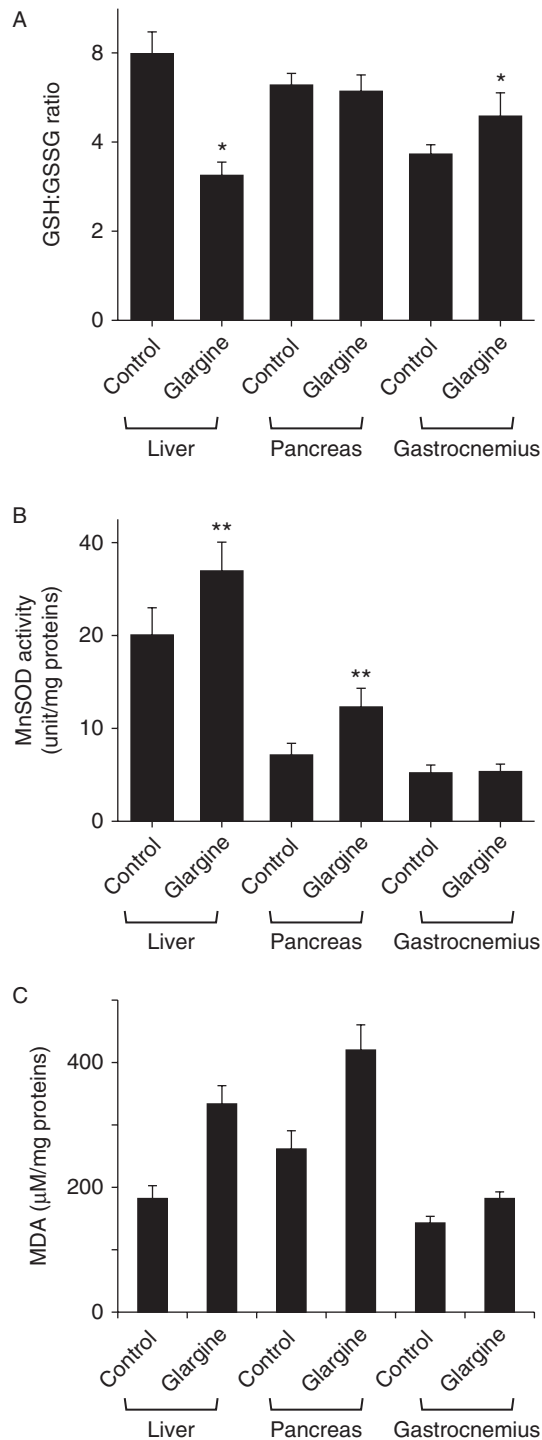 A
GSH:GSSG ratio
8
4
2
0
*
*
Control
Glargine
Control
Glargine
Control
Glargine
Liver
Pancreas
Gastrocnemius
B
MnSOD activity
(unit/mg proteins)
40
20
10
0
**
**
Control
Glargine
Control
Glargine
Control
Glargine
Liver
Pancreas
Gastrocnemius
C
MDA (μM/mg proteins)
400
200
0
Control
Glargine
Control
Glargine
Control
Glargine
Liver
Pancreas
Gastrocnemius